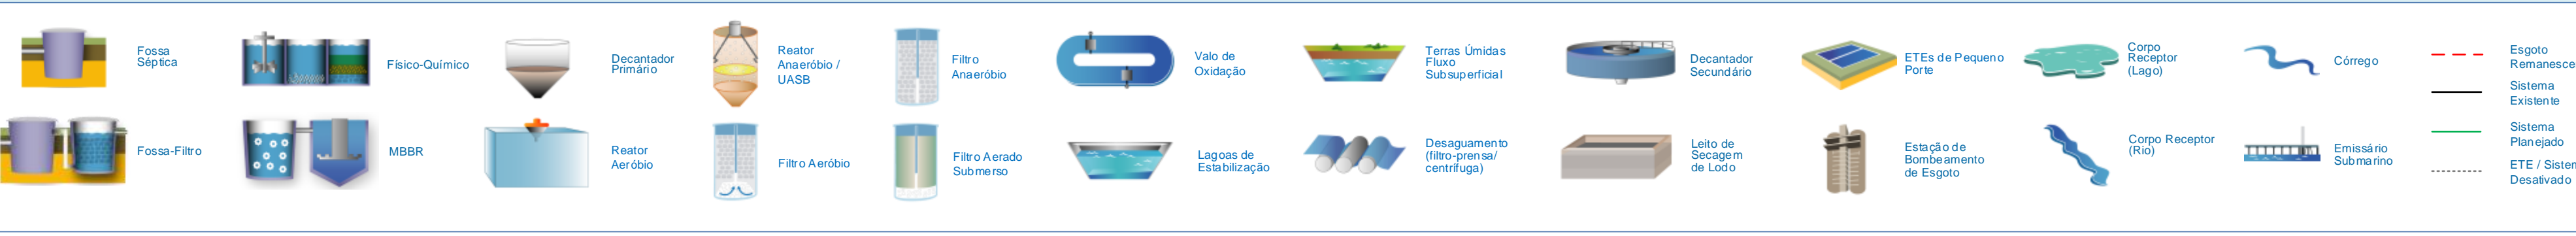 Fossa
Séptica
Físico-Químico
Decantador
Primário
Reator
Anaeróbio /
UASB
Filtro
Anaeróbio
Valo de
Oxidação
Terras Úmidas
Fluxo
Subsuperficial
Decantador
Secundário
ETEs de Pequeno
Porte
Corpo
Receptor
(Lago)
Córrego
Esgoto
Remanesce
Sistema
Existente
Fossa-Filtro
MBBR
Reator
Aeróbio
Filtro Aeróbio
Filtro Aerado
Submerso
Lagoas de
Estabilização
Desaguamento
(filtro-prensa/
centrífuga)
Leito de
Secagem
de Lodo
Estação de
Bombeamento
de Esgoto
Corpo Receptor
(Rio)
Emissário
Submarino
Sistema
Planejado
ETE / Sistem
Desativado